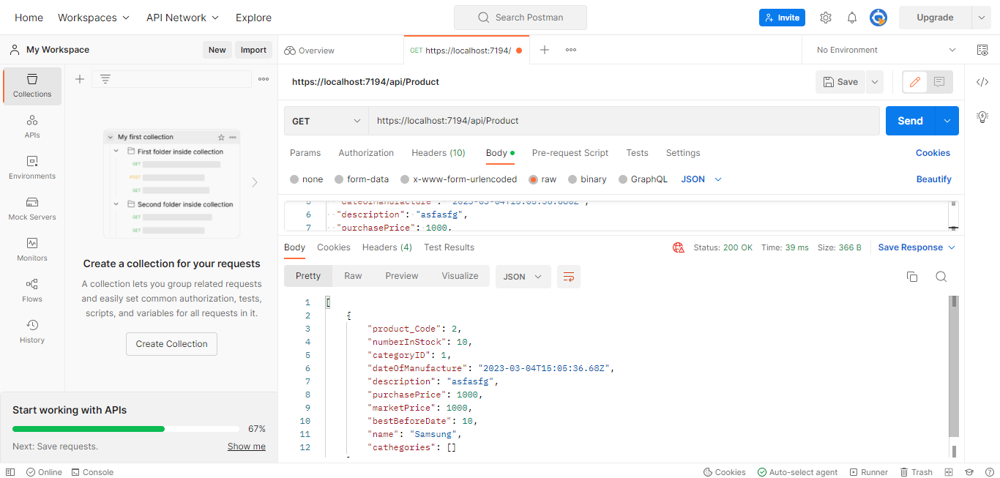 Home Workspaces API Network Explore Search Postman Invite Upgrade
My Workspace New Import Overview GET https://localhost:7194/ No Environment
Collections
APIs
Environments
Mock Servers
Monitors
Flows
History
My first collection
First folder inside collection
GET
POST
GET
Second folder inside collection
GET
GET
Create a collection for your requests
A collection lets you group related requests
and easily set common authorization, tests,
scripts, and variables for all requests in it.
Create Collection
Start working with APIs
67%
Next: Save requests. Show me
https://localhost:7194/api/Product Save
GET https://localhost:7194/api/Product Send
Params Authorization Headers (10) Body Pre-request Script Tests Settings Cookies
none form-data x-www-form-urlencoded raw binary GraphQL JSON Beautify
5 "dateOfManufacture": "2023-03-04T15:05:36.680Z",
6 "description": "asfasfg",
7 "purchasePrice": 1000,
Body Cookies Headers (4) Test Results Status: 200 OK Time: 39 ms Size: 366 B Save Response
Pretty Raw Preview Visualize JSON
1 [
2 {
3 "product_Code": 2,
4 "numberInStock": 10,
5 "categoryID": 1,
6 "dateOfManufacture": "2023-03-04T15:05:36.68Z",
7 "description": "asfasfg",
8 "purchasePrice": 1000,
9 "marketPrice": 1000,
10 "bestBeforeDate": 10,
11 "name": "Samsung",
12 "cathegories": []
Online Console Cookies Auto-select agent Runner Trash